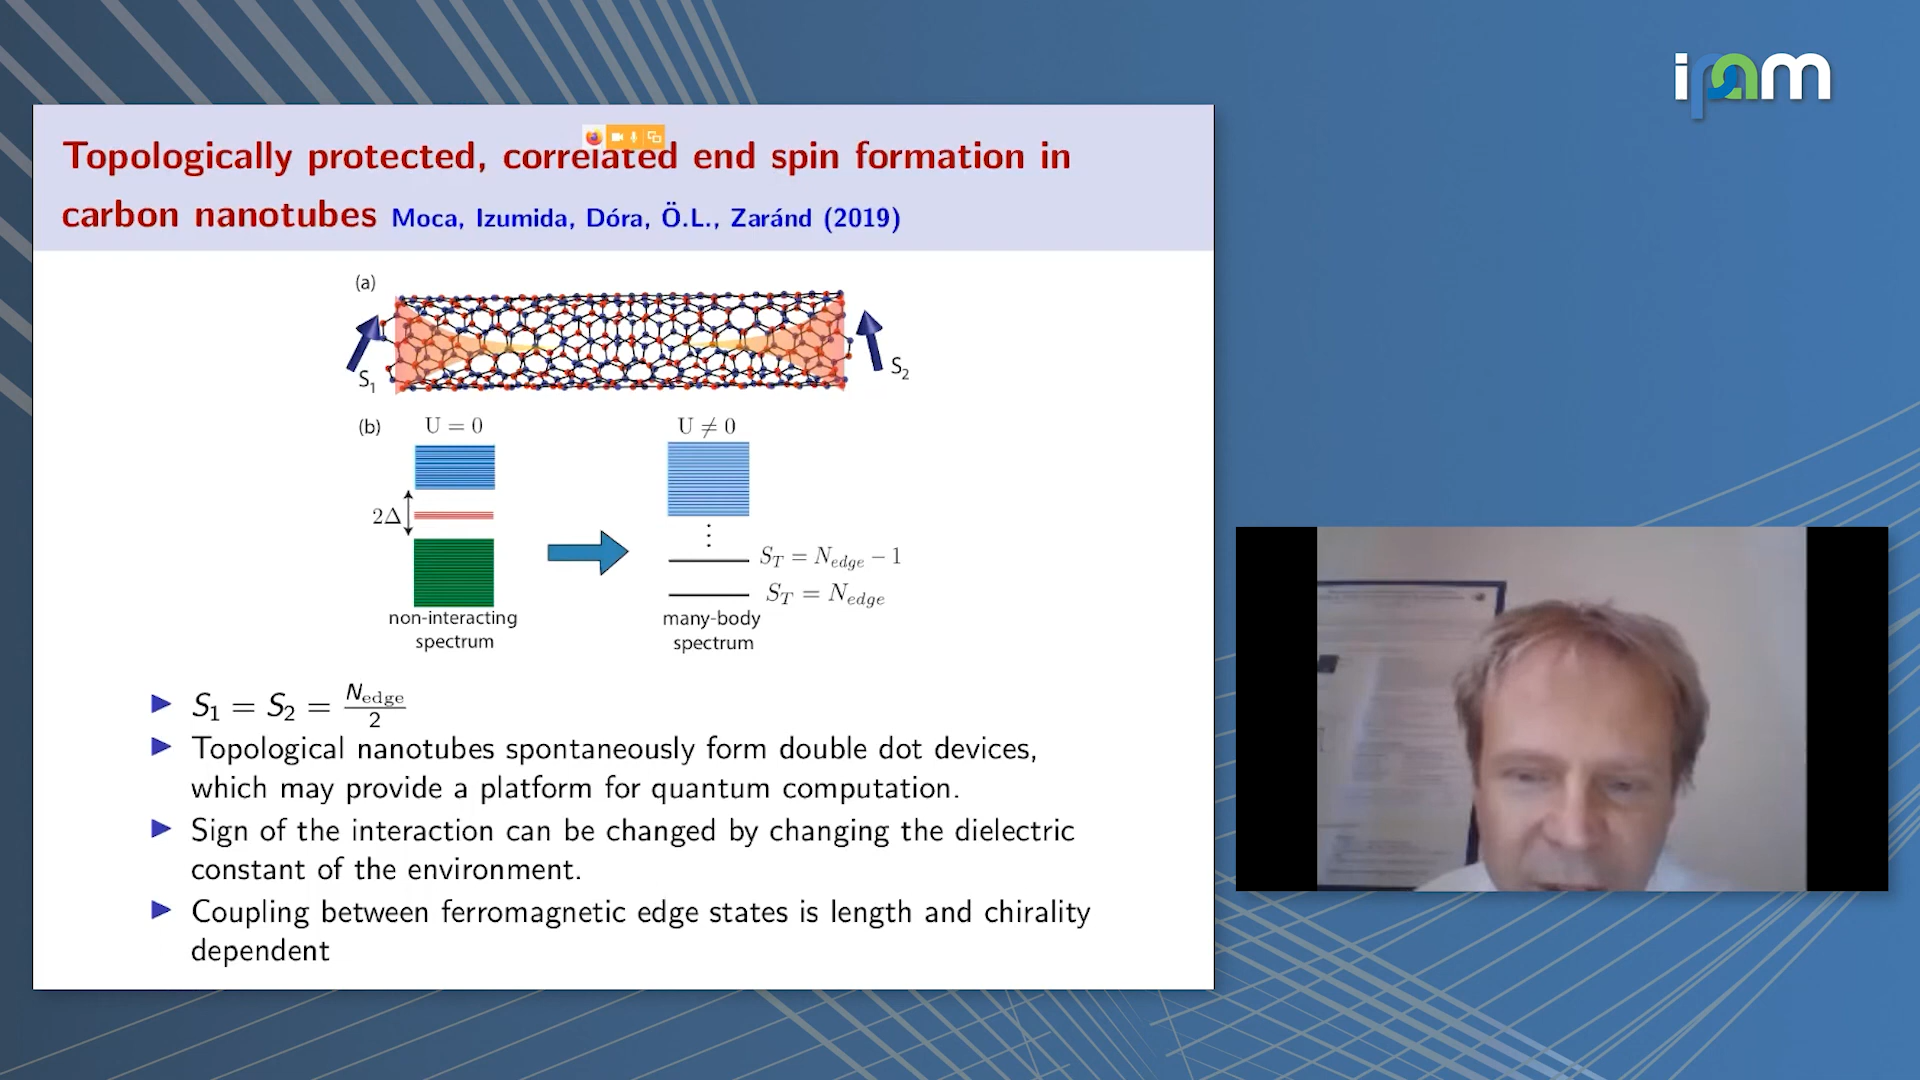 ipam
Topologically protected, correlated end spin formation in
carbon nanotubes Moca, Izumida, Dóra, Ö.L., Zaránd (2019)
(a)
S₁
S₂
(b)
U = 0
U ≠ 0
2Δ
S_T = N_edge − 1
S_T = N_edge
non-interacting
spectrum
many-body
spectrum
▶ S₁ = S₂ = N_edge/2
▶ Topological nanotubes spontaneously form double dot devices,
which may provide a platform for quantum computation.
▶ Sign of the interaction can be changed by changing the dielectric
constant of the environment.
▶ Coupling between ferromagnetic edge states is length and chirality
dependent